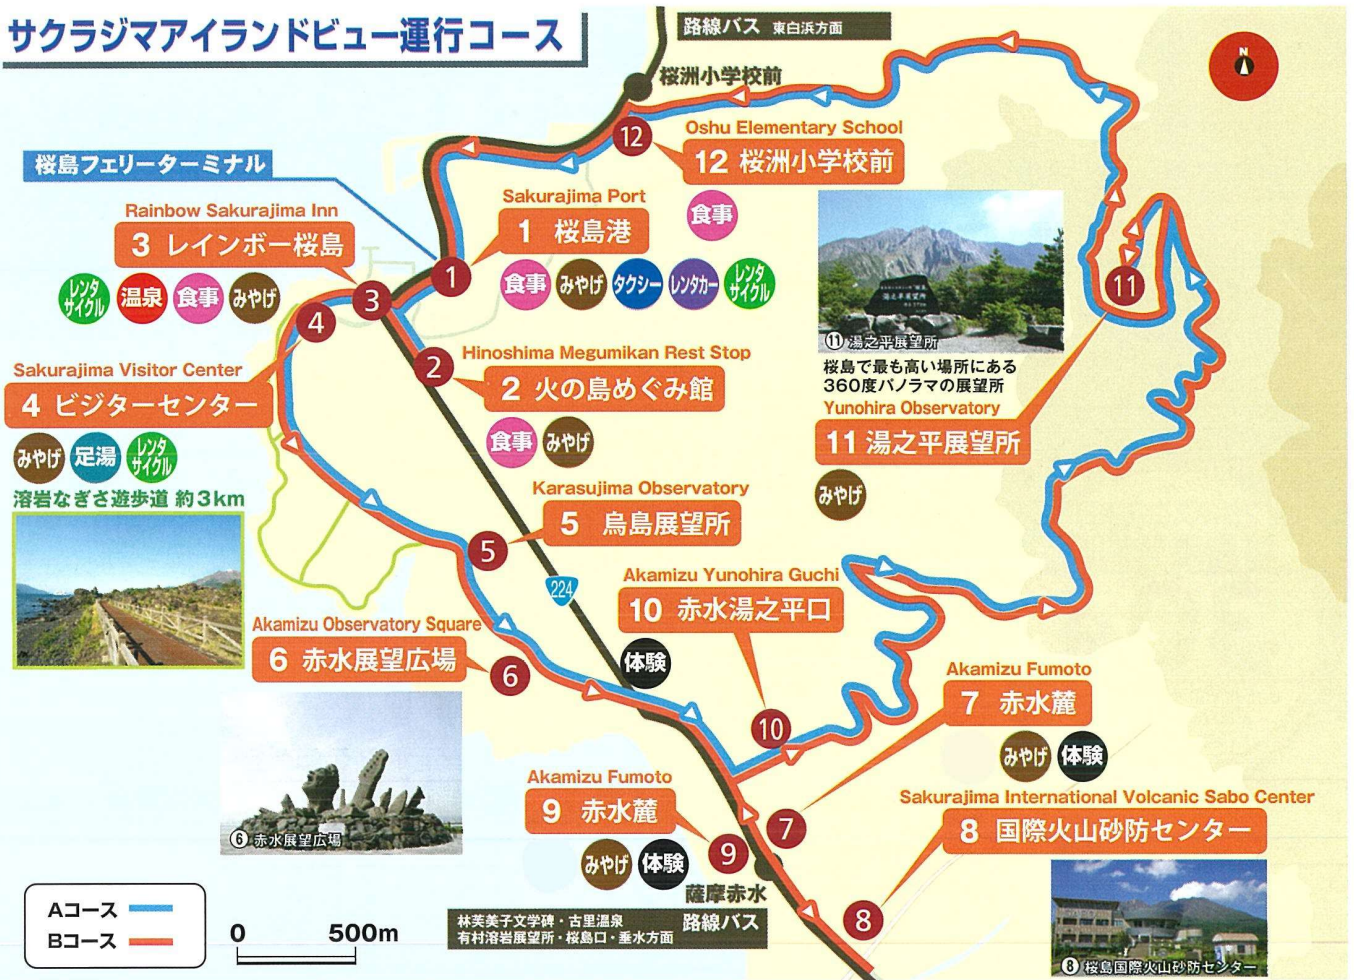 サクラジマアイランドビュー運行コース
路線バス 東白浜方面
N
桜洲小学校前
12
Oshu Elementary School
12 桜洲小学校前
食事
桜島フェリーターミナル
Rainbow Sakurajima Inn
3 レインボー桜島
レンタサイクル
温泉
食事
みやげ
Sakurajima Port
1 桜島港
食事
みやげ
タクシー
レンタカー
レンタサイクル
1
3
4
2
11
⑪ 湯之平展望所
桜島で最も高い場所にある
360度パノラマの展望所
Yunohira Observatory
11 湯之平展望所
みやげ
Sakurajima Visitor Center
4 ビジターセンター
みやげ
足湯
レンタサイクル
溶岩なぎさ遊歩道 約3km
Hinoshima Megumikan Rest Stop
2 火の島めぐみ館
食事
みやげ
Karasujima Observatory
5 烏島展望所
5
224
Akamizu Yunohira Guchi
10 赤水湯之平口
体験
10
Akamizu Observatory Square
6 赤水展望広場
6
⑥ 赤水展望広場
Akamizu Fumoto
7 赤水麓
みやげ
体験
Akamizu Fumoto
9 赤水麓
みやげ
体験
9
7
薩摩赤水
Sakurajima International Volcanic Sabo Center
8 国際火山砂防センター
8
⑧ 桜島国際火山砂防センター
林芙美子文学碑・古里温泉
有村溶岩展望所・桜島口・垂水方面
路線バス
Aコース
Bコース
0 500m